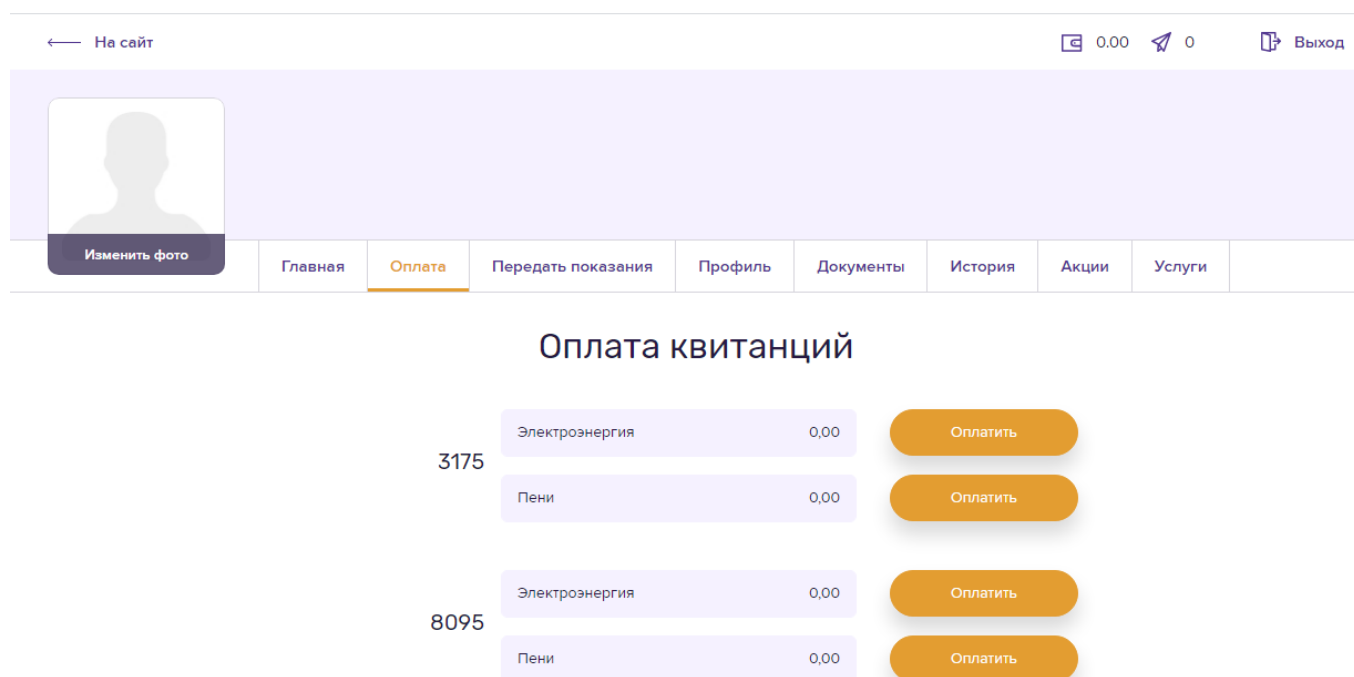 На сайт 0.00 0 Выход
Изменить фото
Главная Оплата Передать показания Профиль Документы История Акции Услуги
Оплата квитанций
3175
Электроэнергия 0,00 Оплатить
Пени 0,00 Оплатить
8095
Электроэнергия 0,00 Оплатить
Пени 0,00 Оплатить